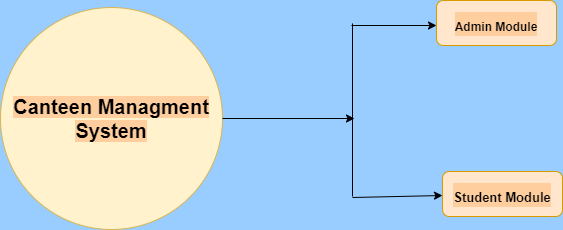 Canteen Managment
System
Admin Module
Student Module